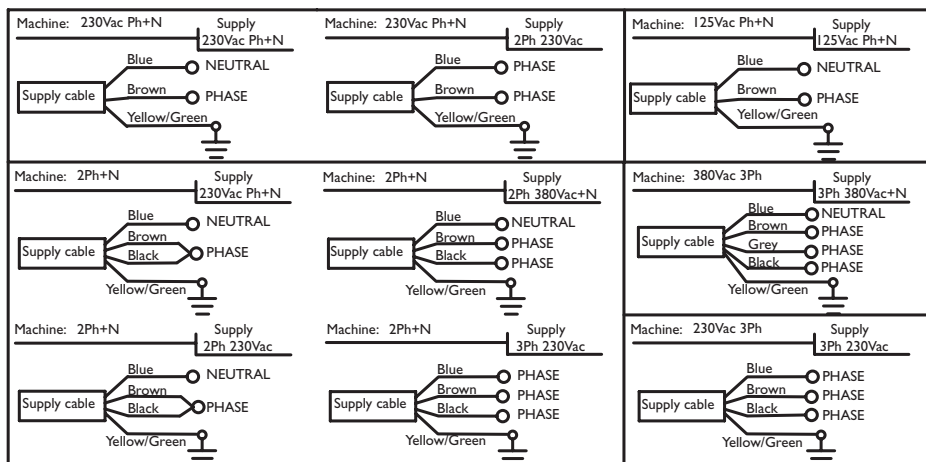 Machine: 230Vac Ph+N
Supply
230Vac Ph+N
Blue
NEUTRAL
Supply cable
Brown
PHASE
Yellow/Green
Machine: 230Vac Ph+N
Supply
2Ph 230Vac
Blue
PHASE
Supply cable
Brown
PHASE
Yellow/Green
Machine: 125Vac Ph+N
Supply
125Vac Ph+N
Blue
NEUTRAL
Supply cable
Brown
PHASE
Yellow/Green
Machine: 2Ph+N
Supply
230Vac Ph+N
Blue
NEUTRAL
Brown
Supply cable
PHASE
Black
Yellow/Green
Machine: 2Ph+N
Supply
2Ph 380Vac+N
Blue
NEUTRAL
Brown
PHASE
Supply cable
Black
PHASE
Yellow/Green
Machine: 380Vac 3Ph
Supply
3Ph 380Vac+N
Blue
NEUTRAL
Brown
PHASE
Supply cable
Grey
PHASE
Black
PHASE
Yellow/Green
Machine: 2Ph+N
Supply
2Ph 230Vac
Blue
NEUTRAL
Brown
Supply cable
PHASE
Black
Yellow/Green
Machine: 2Ph+N
Supply
3Ph 230Vac
Blue
PHASE
Brown
PHASE
Supply cable
Black
PHASE
Yellow/Green
Machine: 230Vac 3Ph
Supply
3Ph 230Vac
Blue
PHASE
Brown
PHASE
Supply cable
Black
PHASE
Yellow/Green